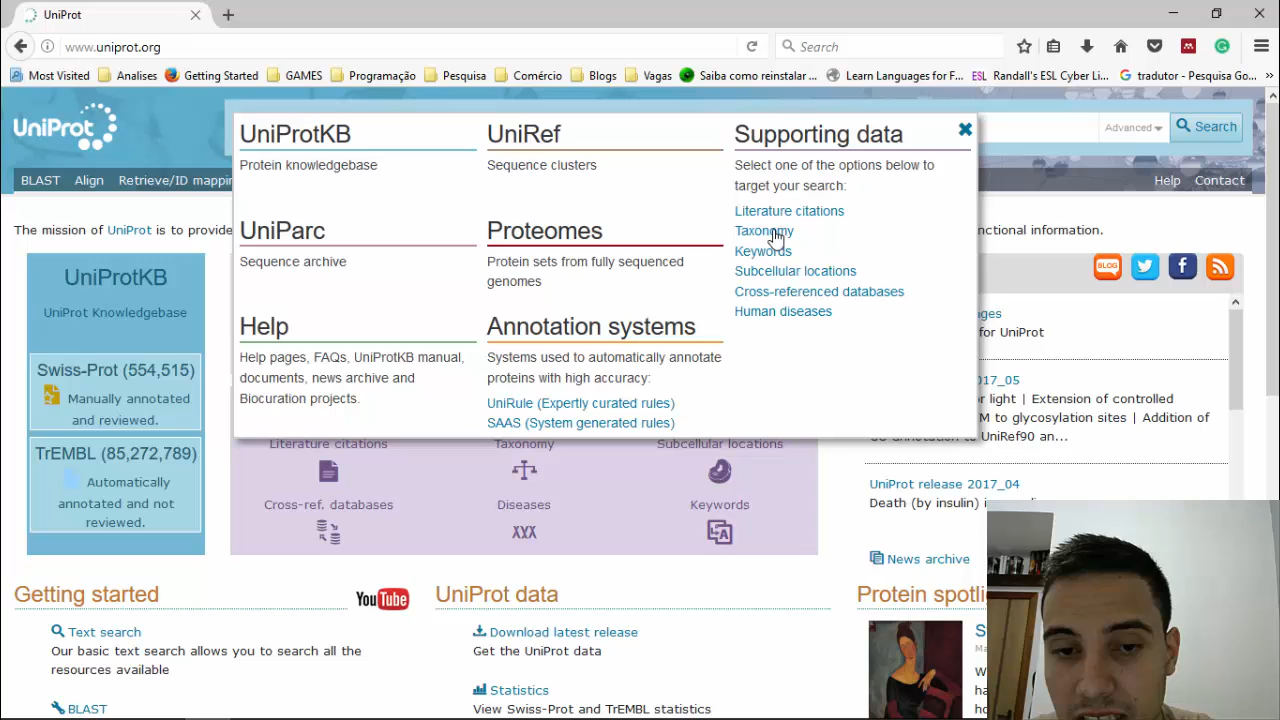 UniProt
www.uniprot.org
Search
Most Visited
Analises
Getting Started
GAMES
Programação
Pesquisa
Comércio
Blogs
Vagas
Saiba como reinstalar ...
Learn Languages for F...
ESL Randall's ESL Cyber Li...
tradutor - Pesquisa Go...
UniProt
Advanced
Search
BLAST
Align
Retrieve/ID mappin
Help
Contact
UniProtKB
Protein knowledgebase
UniRef
Sequence clusters
Supporting data
Select one of the options below to
target your search:
Literature citations
Taxonomy
Keywords
Subcellular locations
Cross-referenced databases
Human diseases
UniParc
Sequence archive
Proteomes
Protein sets from fully sequenced
genomes
Help
Help pages, FAQs, UniProtKB manual,
documents, news archive and
Biocuration projects.
Annotation systems
Systems used to automatically annotate
proteins with high accuracy:
UniRule (Expertly curated rules)
SAAS (System generated rules)
The mission of UniProt is to provide
nctional information.
UniProtKB
UniProt Knowledgebase
Swiss-Prot (554,515)
Manually annotated
and reviewed.
TrEMBL (85,272,789)
Automatically
annotated and not
reviewed.
Literature citations
Taxonomy
Subcellular locations
Cross-ref. databases
Diseases
Keywords
XXX
A
BLOG
ges
for UniProt
017_05
or light | Extension of controlled
M to glycosylation sites | Addition of
annotation to UniRef90 an...
UniProt release 2017_04
Death (by insulin) i
News archive
Getting started
YouTube
Text search
Our basic text search allows you to search all the
resources available
BLAST
UniProt data
Download latest release
Get the UniProt data
Statistics
View Swiss-Prot and TrEMBL statistics
Protein spotli
S